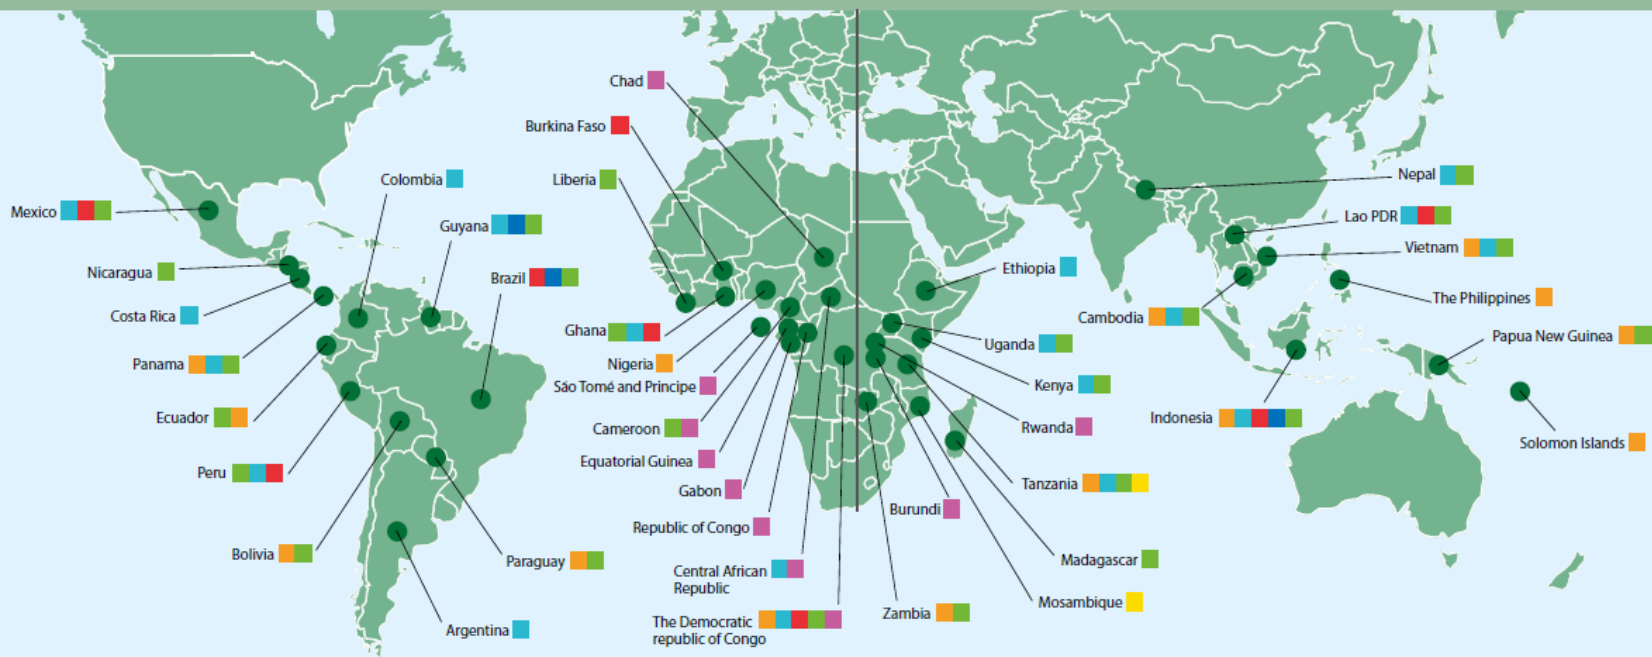 Chad
Burkina Faso
Liberia
Colombia
Mexico
Guyana
Nicaragua
Brazil
Costa Rica
Panama
Ecuador
Peru
Bolivia
Paraguay
Argentina
Ghana
Nigeria
Sáo Tomé and Principe
Cameroon
Equatorial Guinea
Gabon
Republic of Congo
Central African
Republic
The Democratic
republic of Congo
Zambia
Burundi
Ethiopia
Uganda
Kenya
Rwanda
Tanzania
Madagascar
Mosambique
Nepal
Lao PDR
Vietnam
The Philippines
Cambodia
Papua New Guinea
Indonesia
Solomon Islands